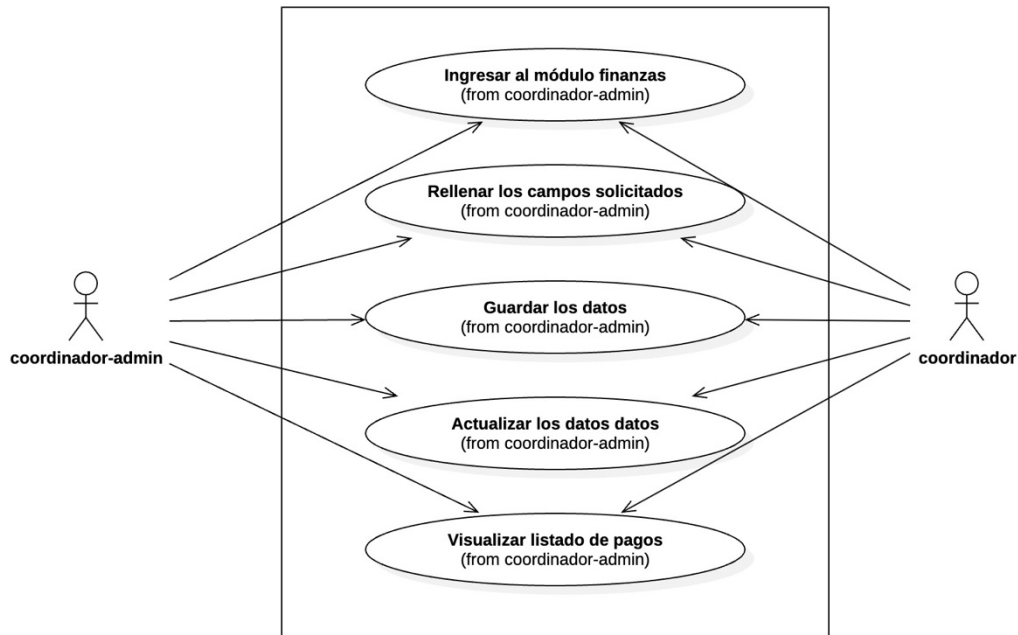 Ingresar al módulo finanzas
(from coordinador-admin)
Rellenar los campos solicitados
(from coordinador-admin)
Guardar los datos
(from coordinador-admin)
coordinador-admin
coordinador
Actualizar los datos datos
(from coordinador-admin)
Visualizar listado de pagos
(from coordinador-admin)